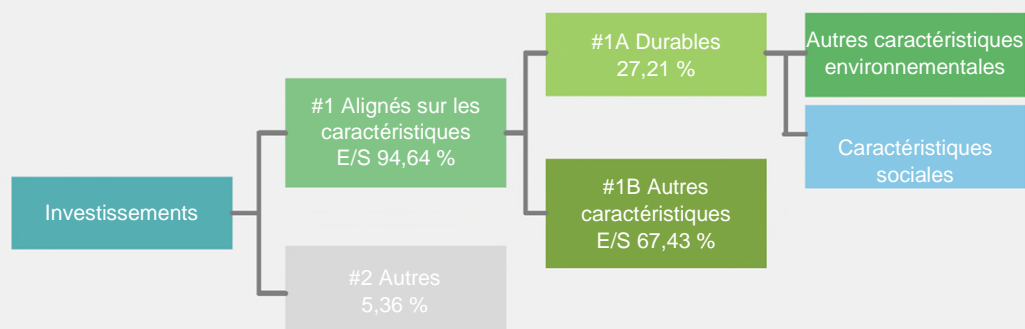 #1A Durables
27,21 %
Autres caractéristiques
environnementales
#1 Alignés sur les
caractéristiques
E/S 94,64 %
Caractéristiques
sociales
#1B Autres
caractéristiques
E/S 67,43 %
Investissements
#2 Autres
5,36 %